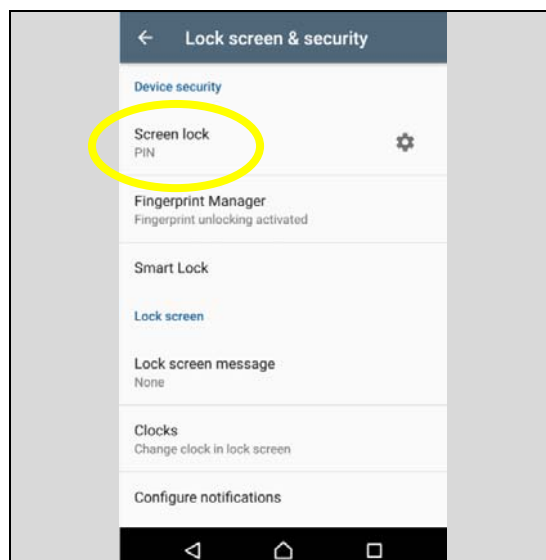 Lock screen & security
Device security
Screen lock
PIN
Fingerprint Manager
Fingerprint unlocking activated
Smart Lock
Lock screen
Lock screen message
None
Clocks
Change clock in lock screen
Configure notifications